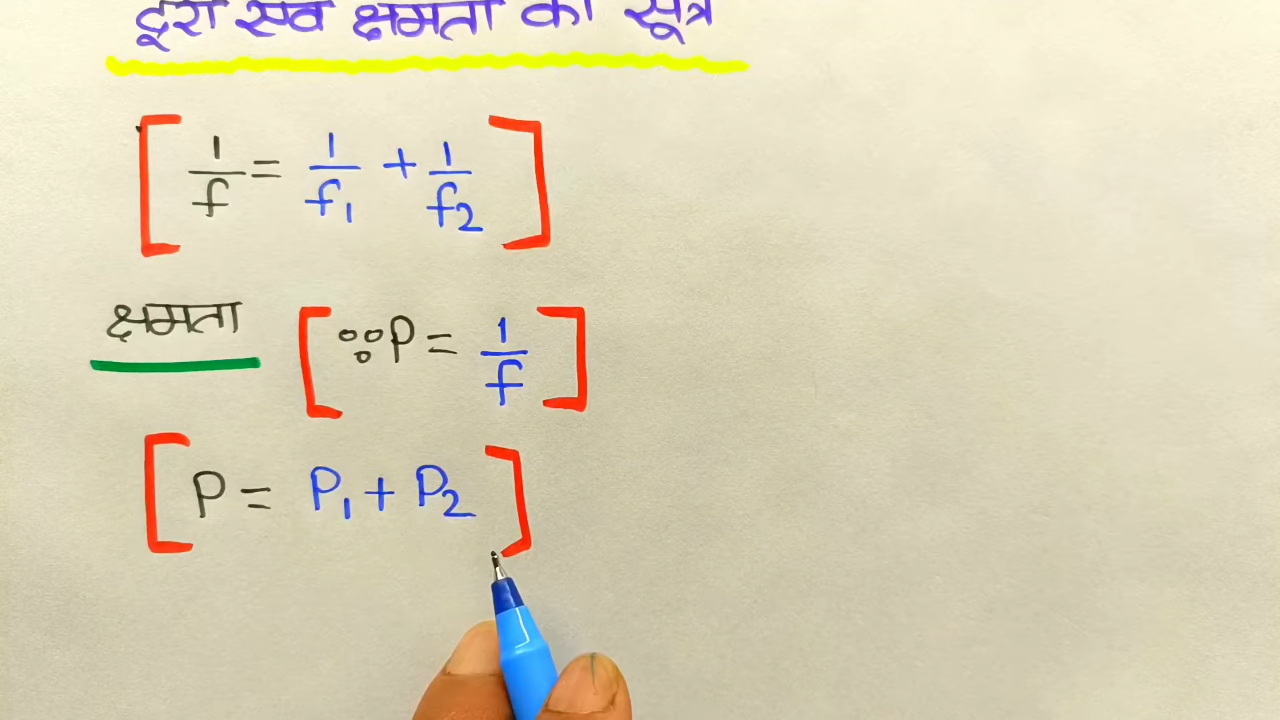 दूरी एवं क्षमता का सूत्र
1/f = 1/f₁ + 1/f₂
क्षमता [∵ P = 1/f]
[P = P₁ + P₂]